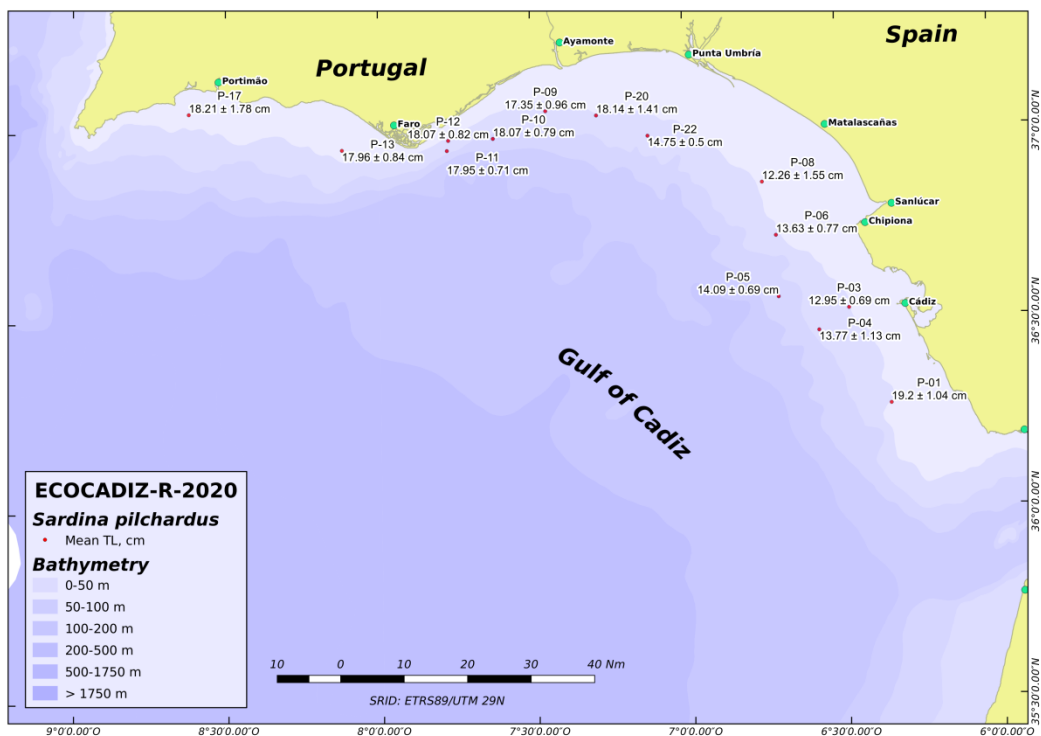 Spain
Portugal
Ayamonte
Punta Umbría
Portimão
P-17
18.21 ± 1.78 cm
Faro
P-13
17.96 ± 0.84 cm
P-12
18.07 ± 0.82 cm
P-11
17.95 ± 0.71 cm
P-09
17.35 ± 0.96 cm
P-10
18.07 ± 0.79 cm
P-20
18.14 ± 1.41 cm
P-22
14.75 ± 0.5 cm
Matalascañas
P-08
12.26 ± 1.55 cm
Sanlúcar
Chipiona
P-06
13.63 ± 0.77 cm
P-05
14.09 ± 0.69 cm
P-03
12.95 ± 0.69 cm
Cádiz
P-04
13.77 ± 1.13 cm
P-01
19.2 ± 1.04 cm
Gulf of Cadiz
37°0'0.00"N
36°30'0.00"N
36°0'0.00"N
35°30'0.00"N
ECOCADIZ-R-2020
Sardina pilchardus
Mean TL, cm
Bathymetry
0-50 m
50-100 m
100-200 m
200-500 m
500-1750 m
> 1750 m
10 0 10 20 30 40 Nm
SRID: ETRS89/UTM 29N
9°0'0.00"O 8°30'0.00"O 8°0'0.00"O 7°30'0.00"O 7°0'0.00"O 6°30'0.00"O 6°0'0.00"O